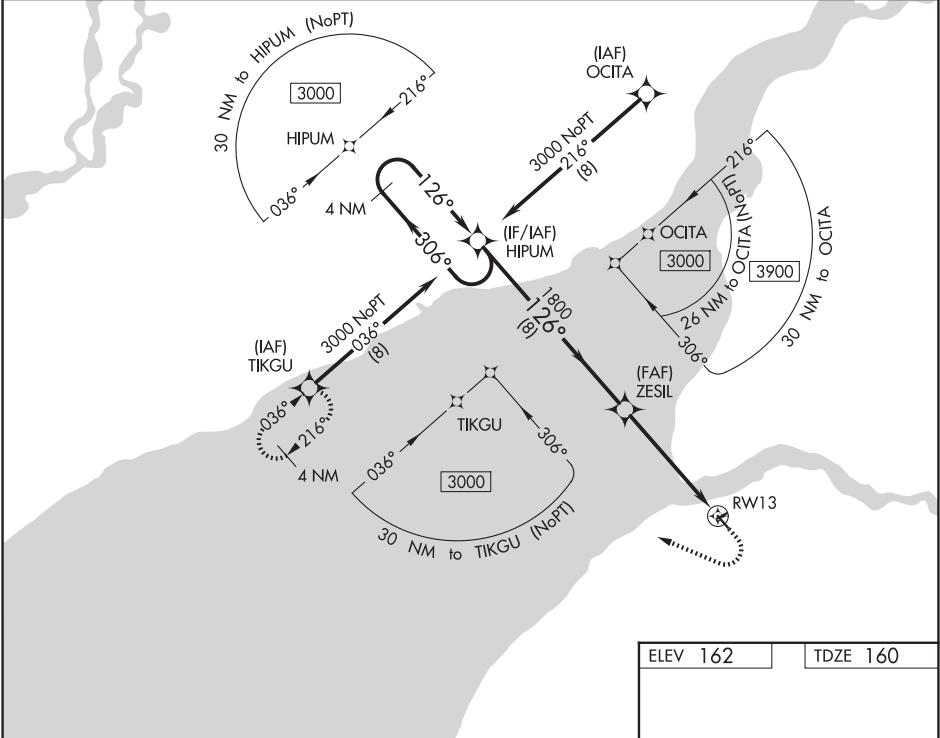 30 NM to HIPUM (NoPT)
3000
216°
HIPUM
036°
(IAF)
OCITA
3000 NoPT
216°
(8)
4 NM
126°
306°
(IF/IAF)
HIPUM
216°
OCITA
3000
26 NM to OCITA (NoPT)
3900
30 NM to OCITA
306°
1800
126°
(8)
3000 NoPT
036°
(8)
(IAF)
TIKGU
036°
216°
4 NM
(FAF)
ZESIL
TIKGU
036°
306°
3000
30 NM to TIKGU (NoPT)
RW13
ELEV 162
TDZE 160